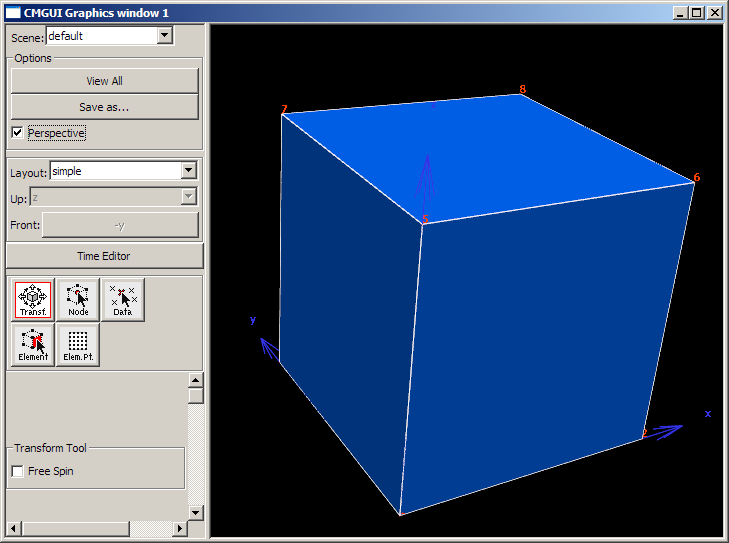 CMGUI Graphics window 1
Scene: default
Options
View All
Save as...
Perspective
Layout: simple
Up: z
Front: -y
Time Editor
Transf. Node Data
Element Elem.Pt.
Transform Tool
Free Spin
8
7
6
5
y
x
2